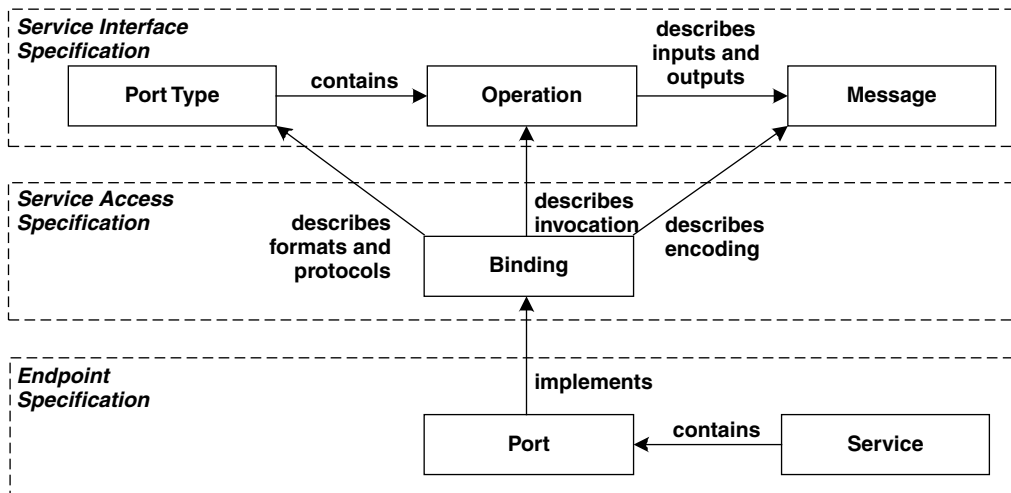 Service Interface
Specification
describes
inputs and
outputs
contains
Port Type
Operation
Message
Service Access
Specification
describes
formats and
protocols
describes
invocation
describes
encoding
Binding
Endpoint
Specification
implements
Port
contains
Service